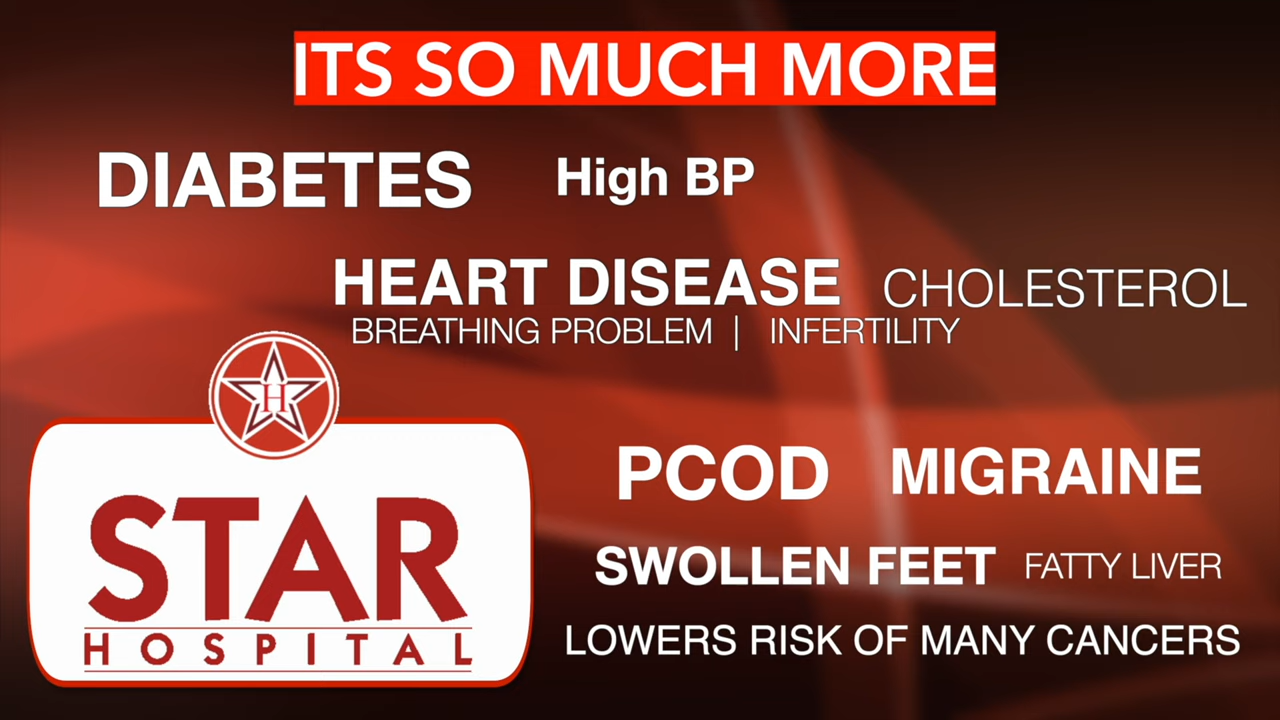 ITS SO MUCH MORE
DIABETES High BP
HEART DISEASE CHOLESTEROL
BREATHING PROBLEM | INFERTILITY
H
STAR
HOSPITAL
PCOD MIGRAINE
SWOLLEN FEET FATTY LIVER
LOWERS RISK OF MANY CANCERS